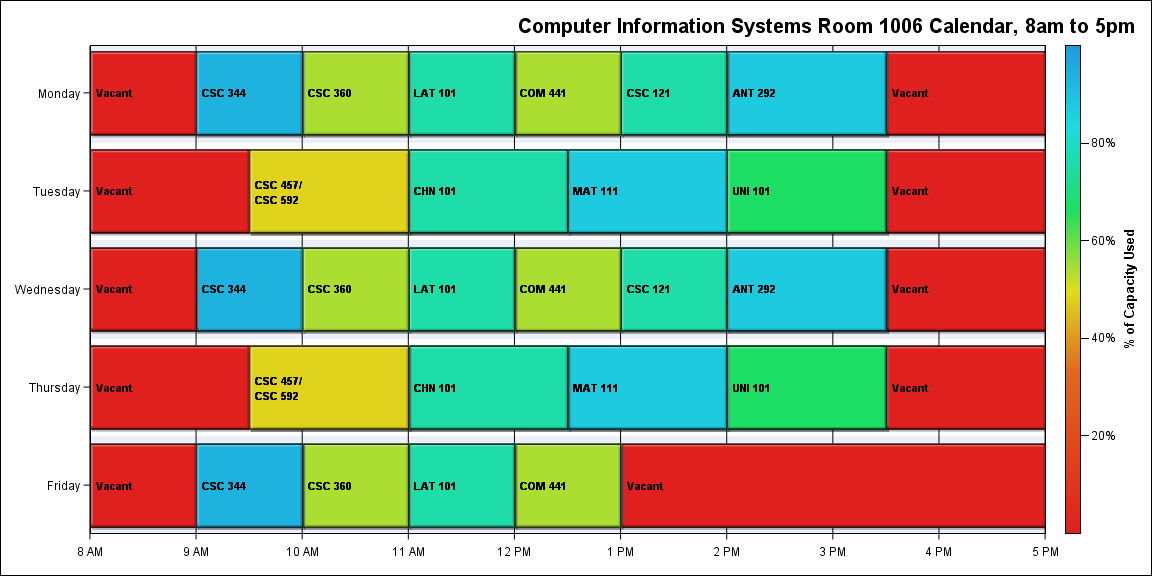 Computer Information Systems Room 1006 Calendar, 8am to 5pm
Monday
Vacant
CSC 344
CSC 360
LAT 101
COM 441
CSC 121
ANT 292
Vacant
Tuesday
Vacant
CSC 457/
CSC 592
CHN 101
MAT 111
UNI 101
Vacant
Wednesday
Vacant
CSC 344
CSC 360
LAT 101
COM 441
CSC 121
ANT 292
Vacant
Thursday
Vacant
CSC 457/
CSC 592
CHN 101
MAT 111
UNI 101
Vacant
Friday
Vacant
CSC 344
CSC 360
LAT 101
COM 441
Vacant
8 AM
9 AM
10 AM
11 AM
12 PM
1 PM
2 PM
3 PM
4 PM
5 PM
80%
60%
40%
20%
% of Capacity Used